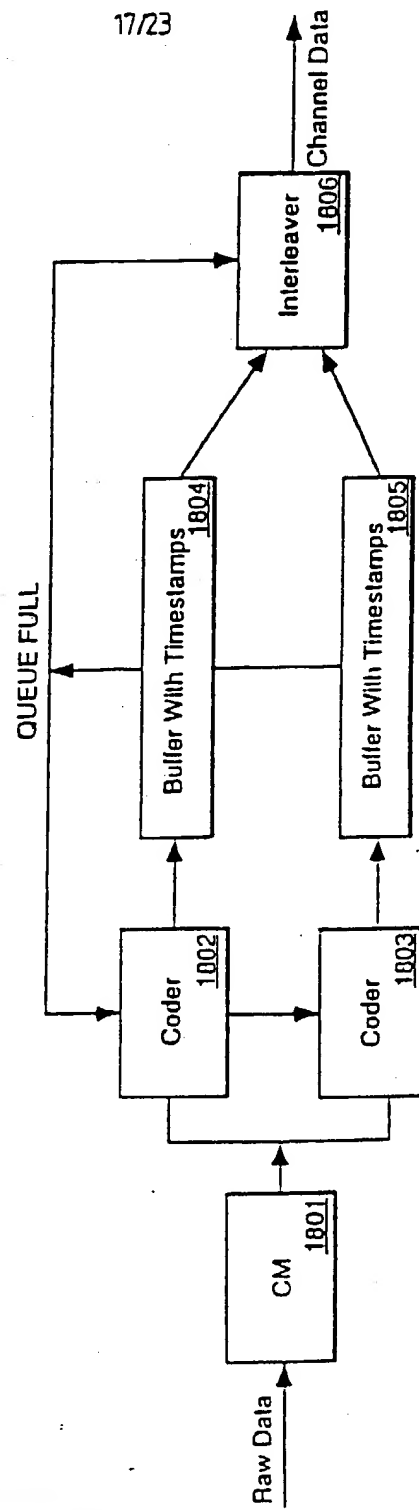 17/23
QUEUE FULL
Raw Data
CM
1801
Coder
1802
Coder
1803
Buffer With Timestamps
1804
Buffer With Timestamps
1805
Interleaver
1806
Channel Data